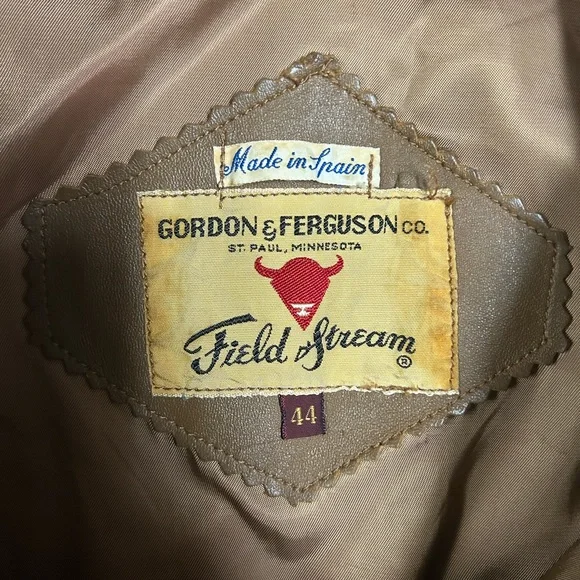 Made in Spain
GORDON & FERGUSON CO.
ST. PAUL, MINNESOTA
Field & Stream ®
44